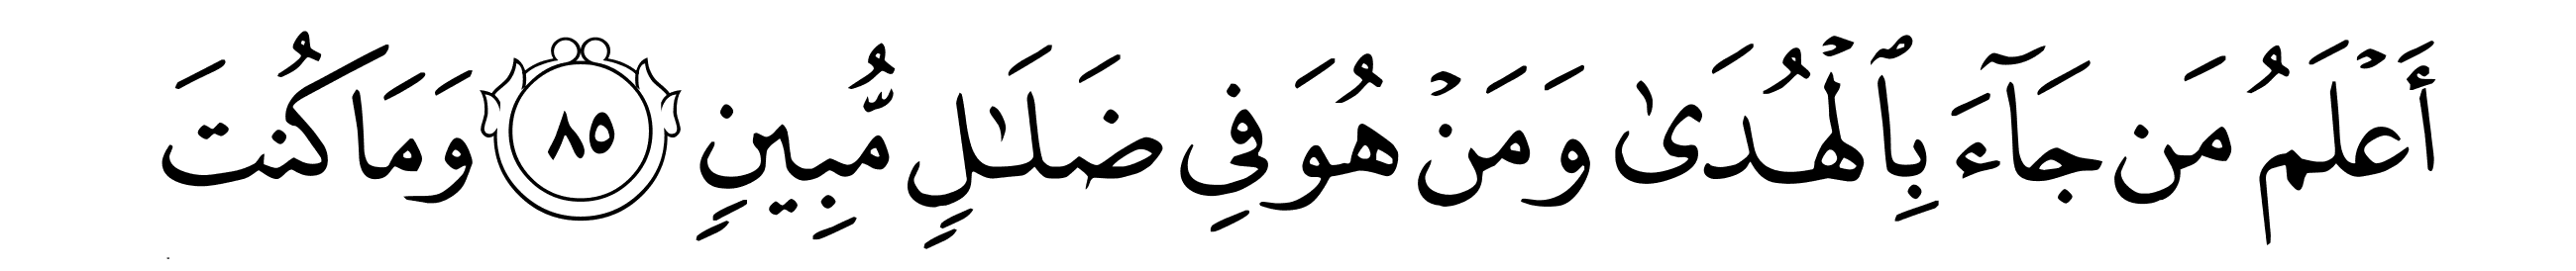 أَعۡلَمُ مَن جَآءَ بِٱلۡهُدَىٰ وَمَنۡ هُوَ فِي ضَلَٰلٖ مُّبِينٖ ٨٥ وَمَا كُنتَ